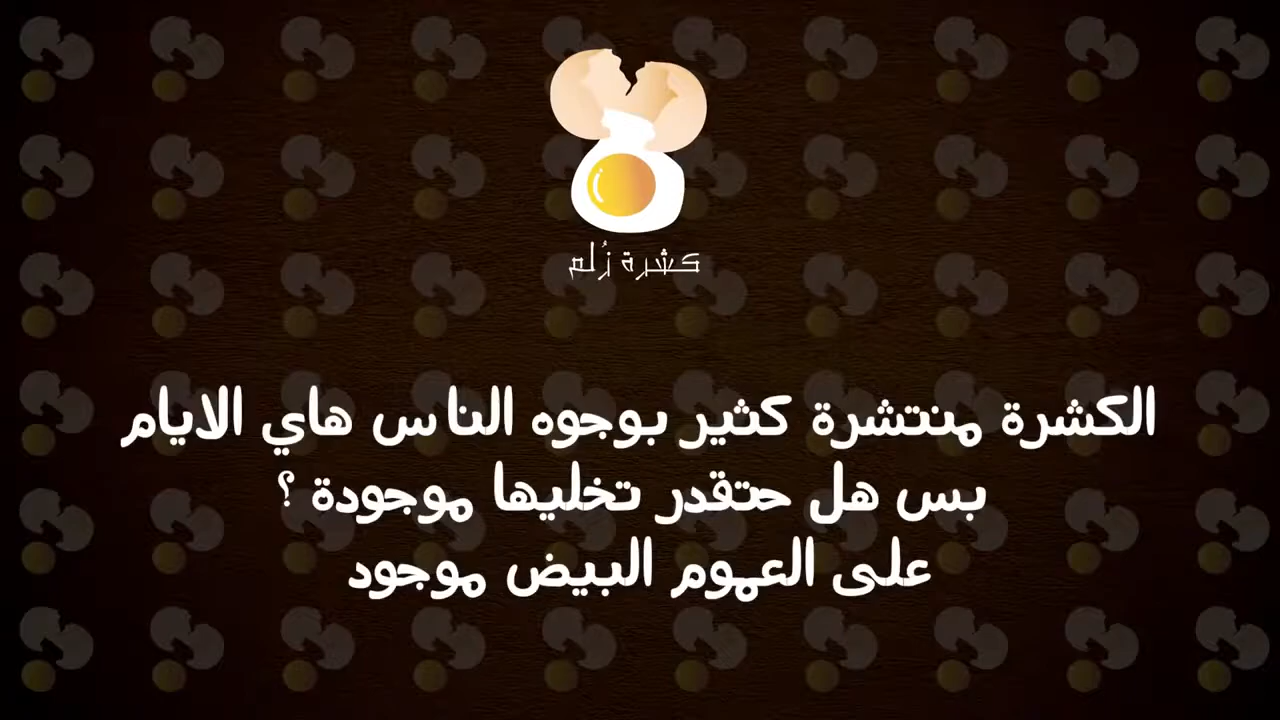 كشرة زُلم
الكشرة منتشرة كثير بوجوه الناس هاي الايام
بس هل حتقدر تخليها موجودة ؟
على العموم البيض موجود